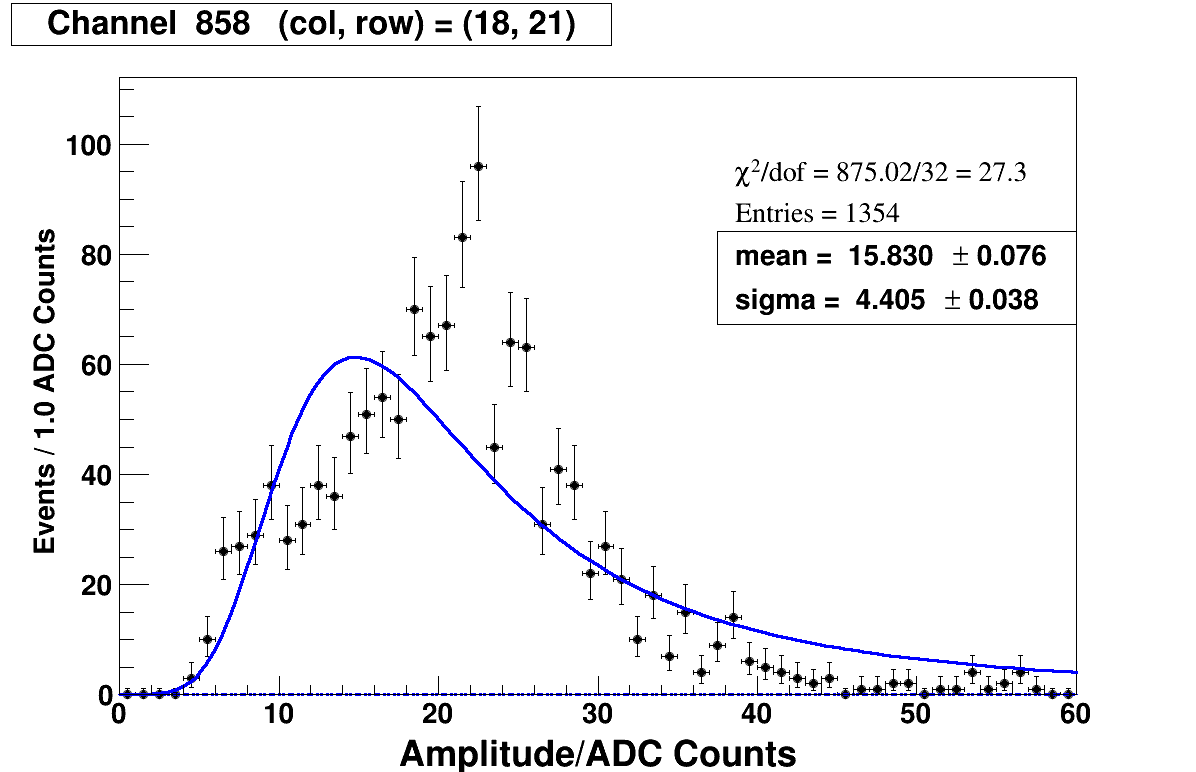 Channel 858 (col, row) = (18, 21)
χ²/dof = 875.02/32 = 27.3
Entries = 1354
mean = 15.830 ± 0.076
sigma = 4.405 ± 0.038
Events / 1.0 ADC Counts
100
80
60
40
20
0
0 10 20 30 40 50 60
Amplitude/ADC Counts